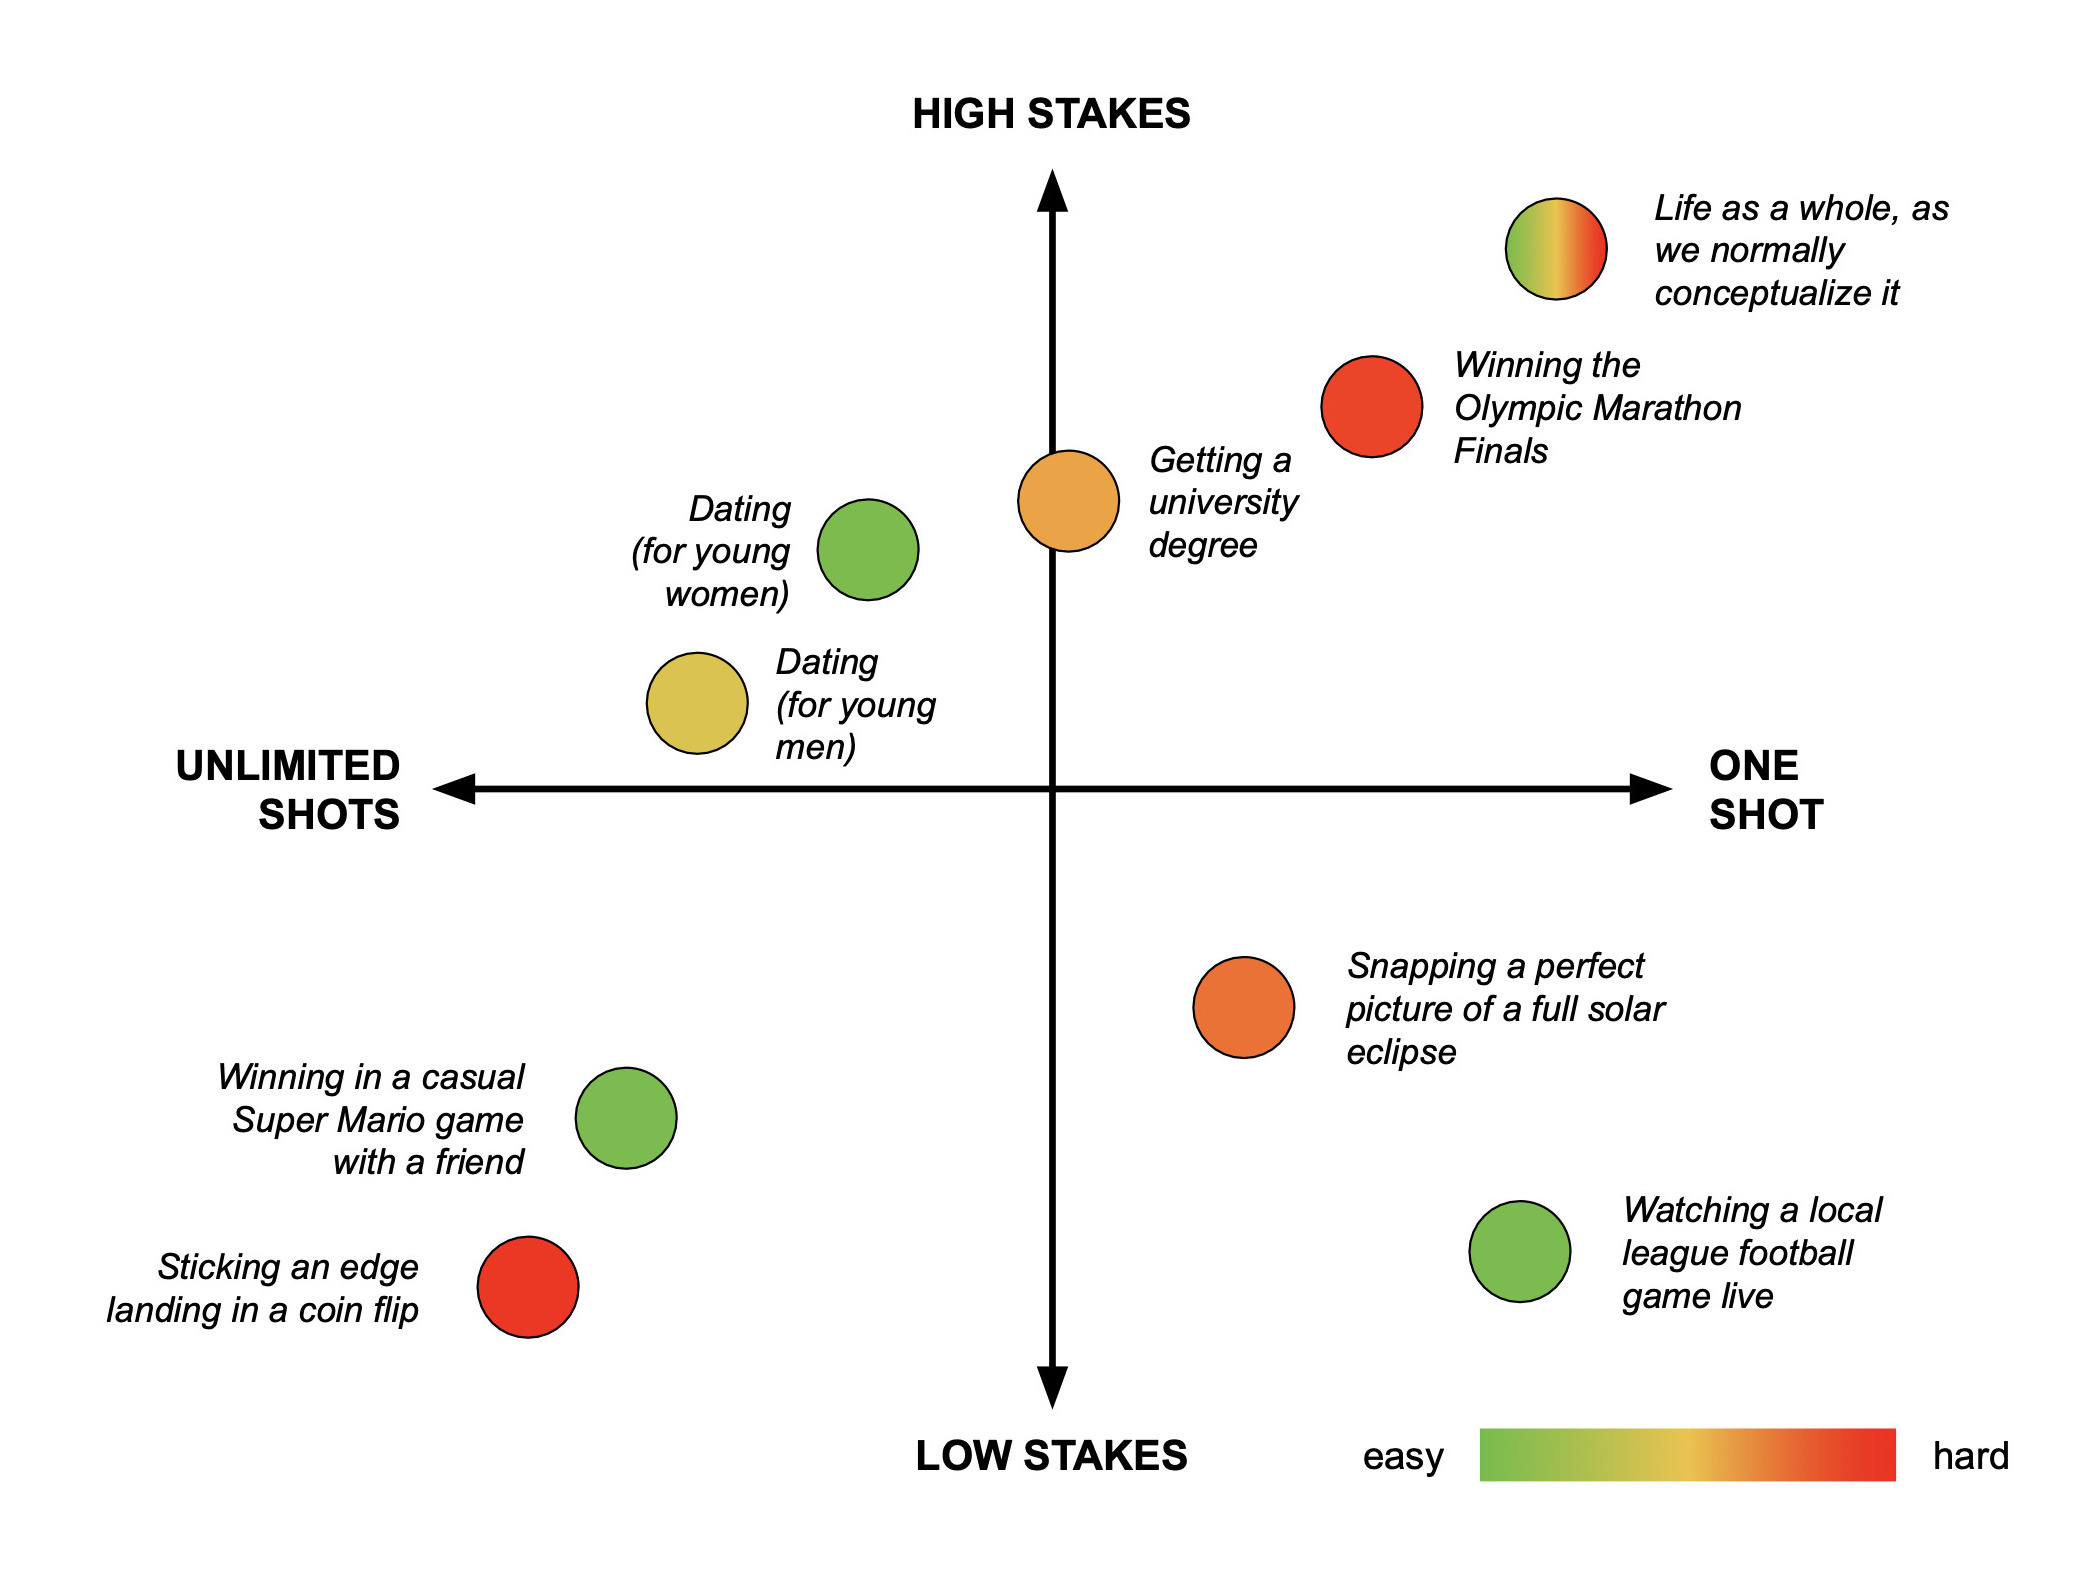 HIGH STAKES
Life as a whole, as
we normally
conceptualize it
Winning the
Olympic Marathon
Finals
Getting a
university
degree
Dating
(for young
women)
Dating
(for young
men)
UNLIMITED
SHOTS
ONE
SHOT
Snapping a perfect
picture of a full solar
eclipse
Winning in a casual
Super Mario game
with a friend
Watching a local
league football
game live
Sticking an edge
landing in a coin flip
LOW STAKES
easy
hard